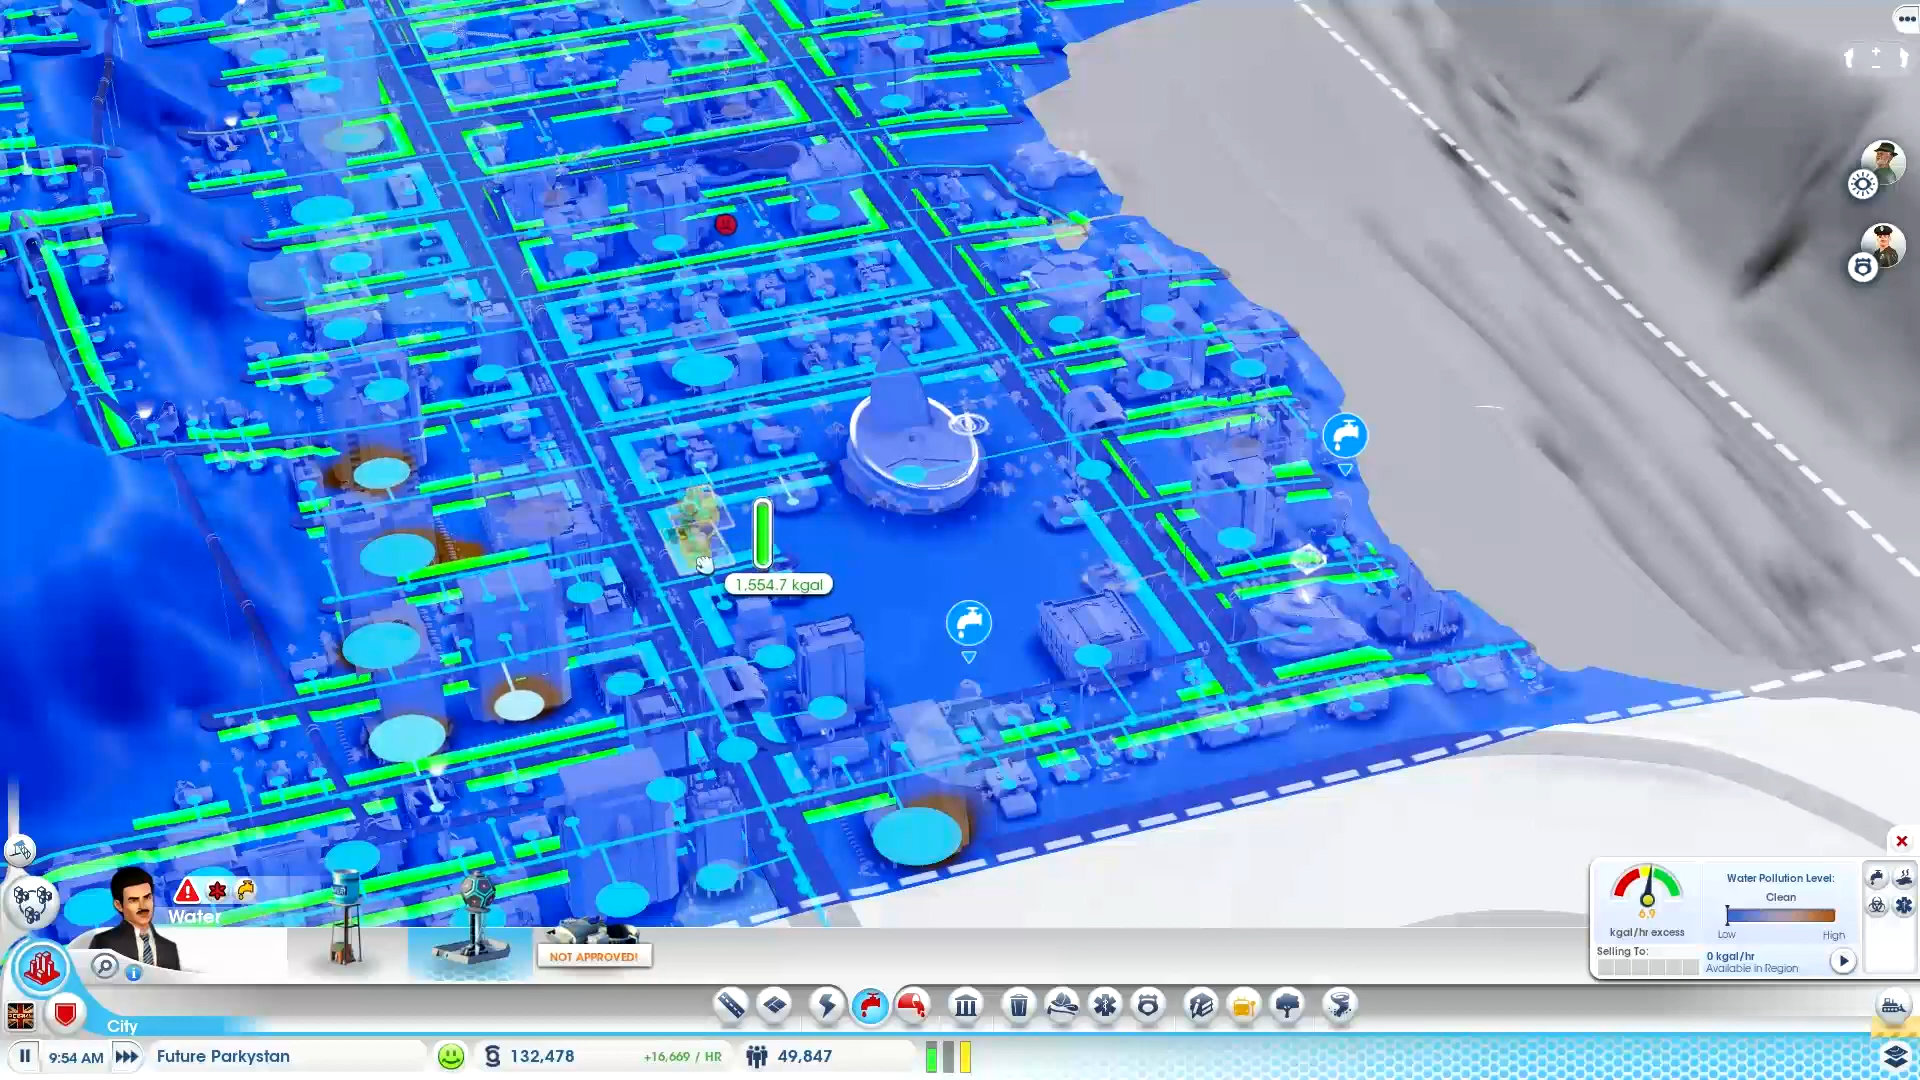 1,554.7 kgal
Water
NOT APPROVED!
6.9
kgal/hr excess
Selling To:
Water Pollution Level:
Clean
Low
High
0 kgal/hr
Available in Region
City
9:54 AM
Future Parkystan
132,478
+16,669 / HR
49,847